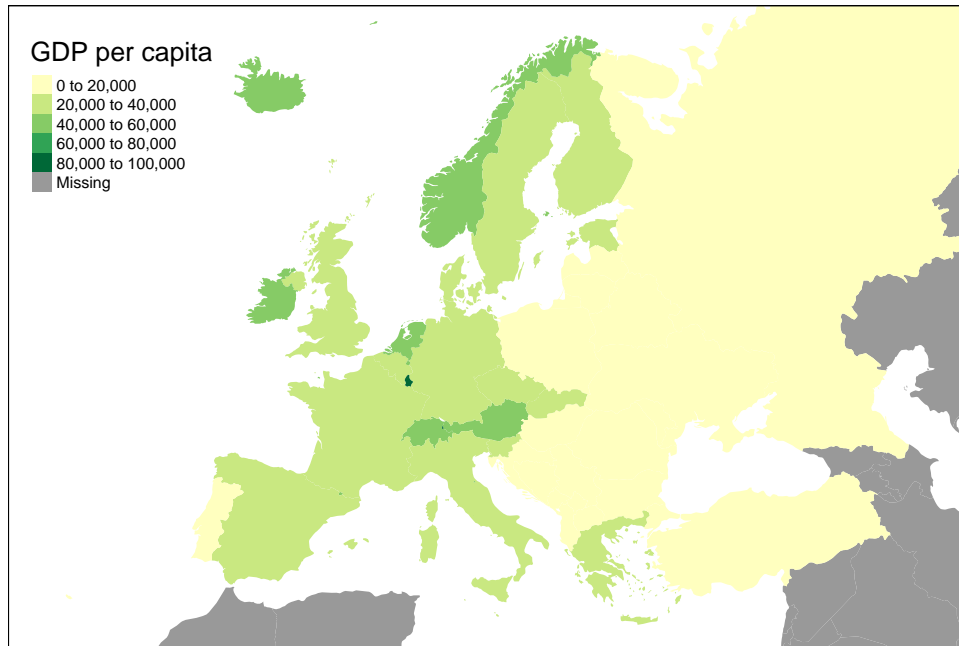 GDP per capita
0 to 20,000
20,000 to 40,000
40,000 to 60,000
60,000 to 80,000
80,000 to 100,000
Missing